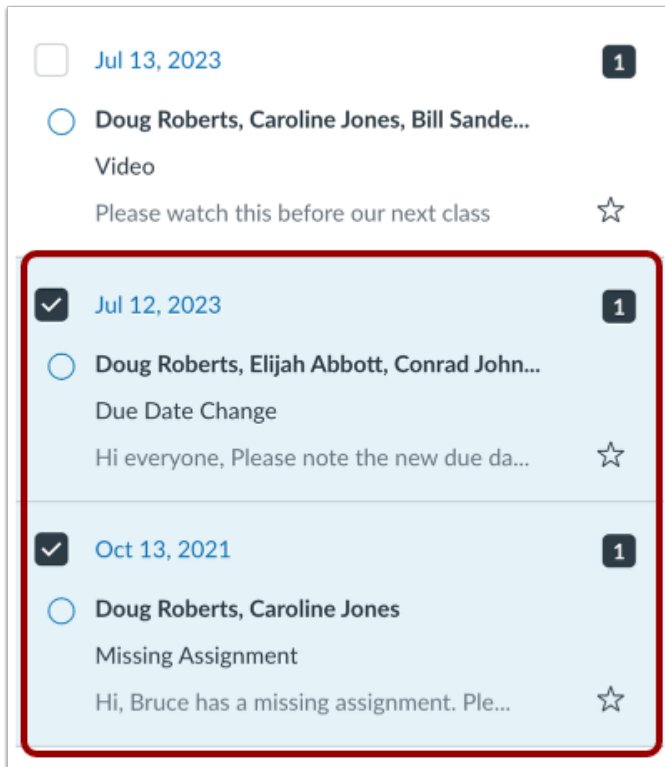 Jul 13, 2023 1
Doug Roberts, Caroline Jones, Bill Sande...
Video
Please watch this before our next class
Jul 12, 2023 1
Doug Roberts, Elijah Abbott, Conrad John...
Due Date Change
Hi everyone, Please note the new due da...
Oct 13, 2021 1
Doug Roberts, Caroline Jones
Missing Assignment
Hi, Bruce has a missing assignment. Ple...